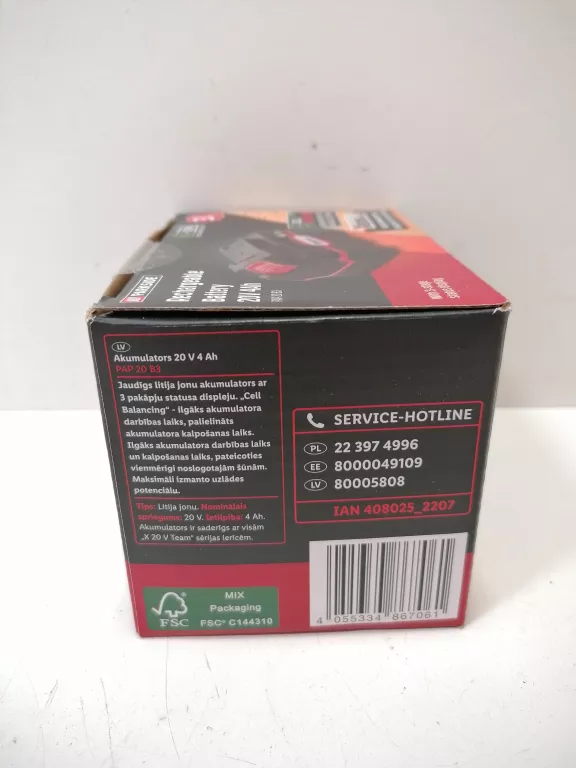 PARKSIDE
Rechargeable
Battery
20V 4Ah
PAP 20 B3
LV
Akumulators 20 V 4 Ah
PAP 20 B3
Jaudīgs litija jonu akumulators ar
3 pakāpju statusa displeju. „Cell
Balancing“ - ilgāks akumulatora
darbības laiks, palielināts
akumulatora kalpošanas laiks.
Ilgāks akumulatora darbības laiks
un kalpošanas laiks, pateicoties
vienmērīgi noslogotajām šūnām.
Maksimāli izmanto uzlādes
potenciālu.
Tips: Litija jonu. Nominālais
spriegums: 20 V. Ietilpība: 4 Ah.
Akumulators ir saderīgs ar visām
„X 20 V Team“ sērijas ierīcēm.
SERVICE-HOTLINE
PL 22 397 4996
EE 8000049109
LV 80005808
IAN 408025_2207
FSC
MIX
Packaging
FSC® C144310
4 055334 867061